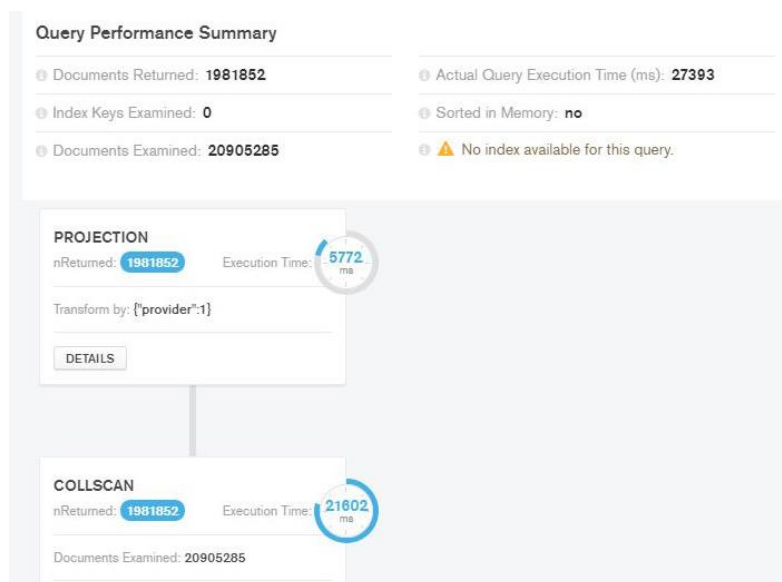 Query Performance Summary
Documents Returned: 1981852
Actual Query Execution Time (ms): 27393
Index Keys Examined: 0
Sorted in Memory: no
Documents Examined: 20905285
No index available for this query.
PROJECTION
nReturned: 1981852 Execution Time: 5772 ms
Transform by: {"provider":1}
DETAILS
COLLSCAN
nReturned: 1981852 Execution Time: 21602 ms
Documents Examined: 20905285